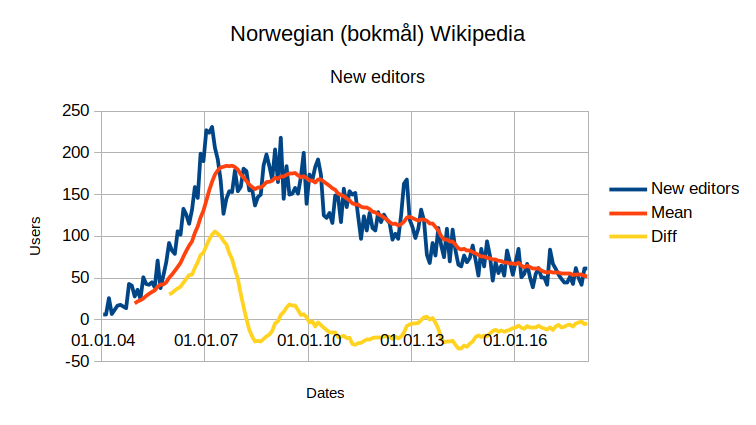 Norwegian (bokmål) Wikipedia
New editors
250
200
150
100
50
0
-50
Users
01.01.04 01.01.07 01.01.10 01.01.13 01.01.16
Dates
New editors
Mean
Diff